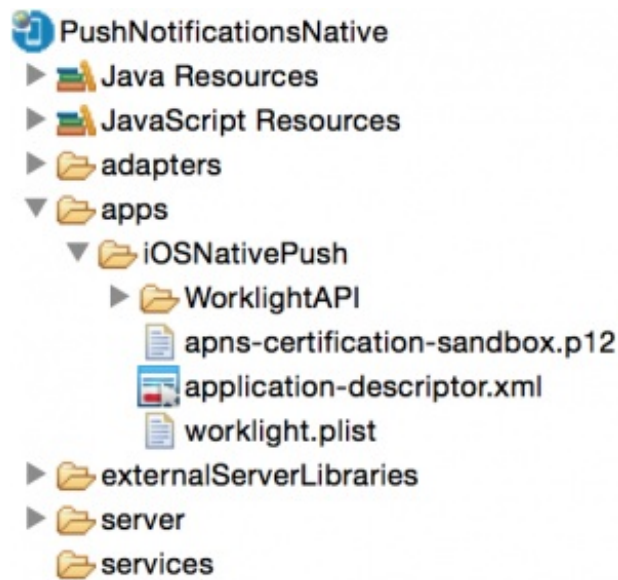 PushNotificationsNative
Java Resources
JavaScript Resources
adapters
apps
iOSNativePush
WorklightAPI
apns-certification-sandbox.p12
application-descriptor.xml
worklight.plist
externalServerLibraries
server
services